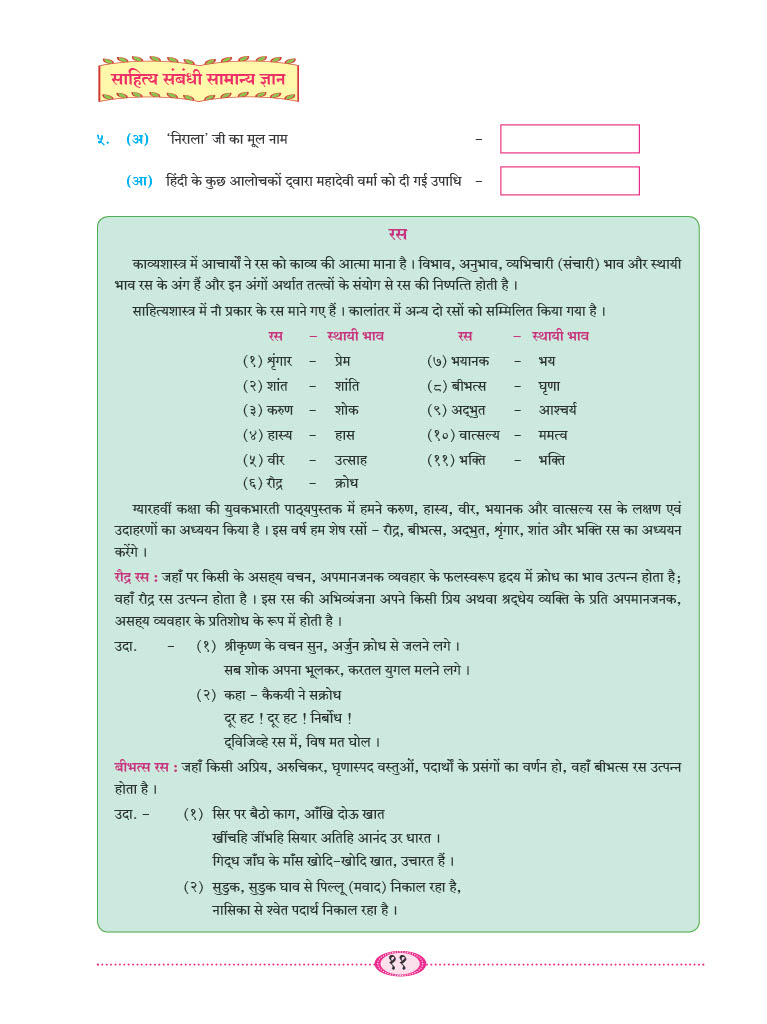 साहित्य संबंधी सामान्य ज्ञान
५. (अ) ‘निराला’ जी का मूल नाम –
(आ) हिंदी के कुछ आलोचकों द्वारा महादेवी वर्मा को दी गई उपाधि –
रस
काव्यशास्त्र में आचार्यों ने रस को काव्य की आत्मा माना है । विभाव, अनुभाव, व्यभिचारी (संचारी) भाव और स्थायी
भाव रस के अंग हैं और इन अंगों अर्थात तत्त्वों के संयोग से रस की निष्पत्ति होती है ।
साहित्यशास्त्र में नौ प्रकार के रस माने गए हैं । कालांतर में अन्य दो रसों को सम्मिलित किया गया है ।
रस – स्थायी भाव रस – स्थायी भाव
(१) शृंगार – प्रेम (७) भयानक – भय
(२) शांत – शांति (८) बीभत्स – घृणा
(३) करुण – शोक (९) अद्भुत – आश्चर्य
(४) हास्य – हास (१०) वात्सल्य – ममत्व
(५) वीर – उत्साह (११) भक्ति – भक्ति
(६) रौद्र – क्रोध
ग्यारहवीं कक्षा की युवकभारती पाठ्यपुस्तक में हमने करुण, हास्य, वीर, भयानक और वात्सल्य रस के लक्षण एवं
उदाहरणों का अध्ययन किया है । इस वर्ष हम शेष रसों – रौद्र, बीभत्स, अद्भुत, शृंगार, शांत और भक्ति रस का अध्ययन
करेंगे ।
रौद्र रस : जहाँ पर किसी के असह्य वचन, अपमानजनक व्यवहार के फलस्वरूप हृदय में क्रोध का भाव उत्पन्न होता है;
वहाँ रौद्र रस उत्पन्न होता है । इस रस की अभिव्यंजना अपने किसी प्रिय अथवा श्रद्धेय व्यक्ति के प्रति अपमानजनक,
असह्य व्यवहार के प्रतिशोध के रूप में होती है ।
उदा. – (१) श्रीकृष्ण के वचन सुन, अर्जुन क्रोध से जलने लगे ।
सब शोक अपना भूलकर, करतल युगल मलने लगे ।
(२) कहा – कैकयी ने सक्रोध
दूर हट ! दूर हट ! निर्बोध !
द्विजिव्हे रस में, विष मत घोल ।
बीभत्स रस : जहाँ किसी अप्रिय, अरुचिकर, घृणास्पद वस्तुओं, पदार्थों के प्रसंगों का वर्णन हो, वहाँ बीभत्स रस उत्पन्न
होता है ।
उदा. – (१) सिर पर बैठो काग, आँखि दोऊ खात
खींचहि जींभहि सियार अतिहि आनंद उर धारत ।
गिद्ध जाँघ के माँस खोदि-खोदि खात, उचारत हैं ।
(२) सुडुक, सुडुक घाव से पिल्लू (मवाद) निकाल रहा है,
नासिका से श्वेत पदार्थ निकाल रहा है ।
११